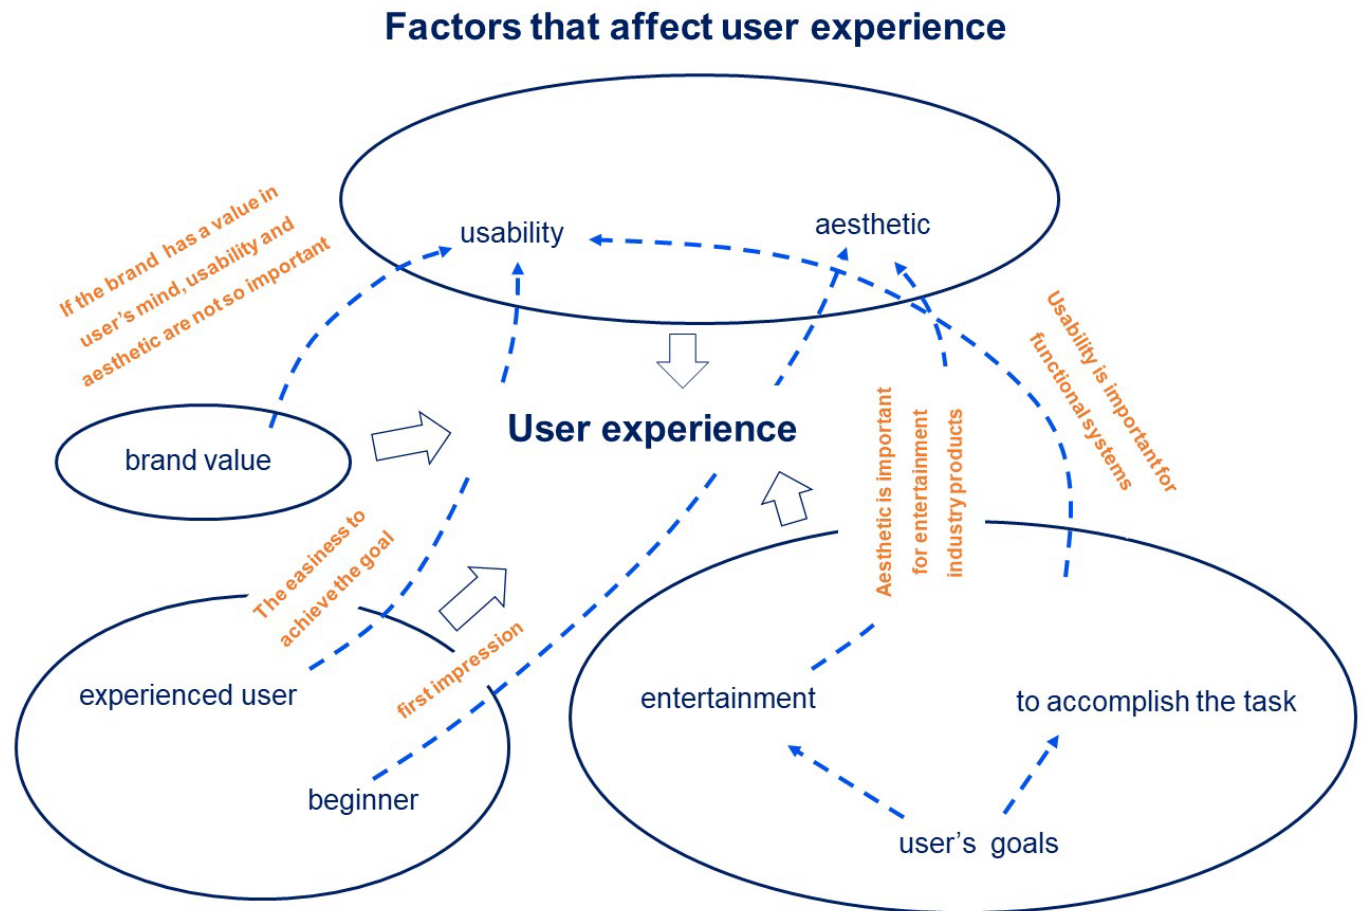 Factors that affect user experience
usability
aesthetic
If the brand has a value in
user's mind, usability and
aesthetic are not so important
Usability is important for
functional systems
brand value
User experience
Aesthetic is important
for entertainment
industry products
The easiness to
achieve the goal
first impression
experienced user
beginner
entertainment
to accomplish the task
user's goals